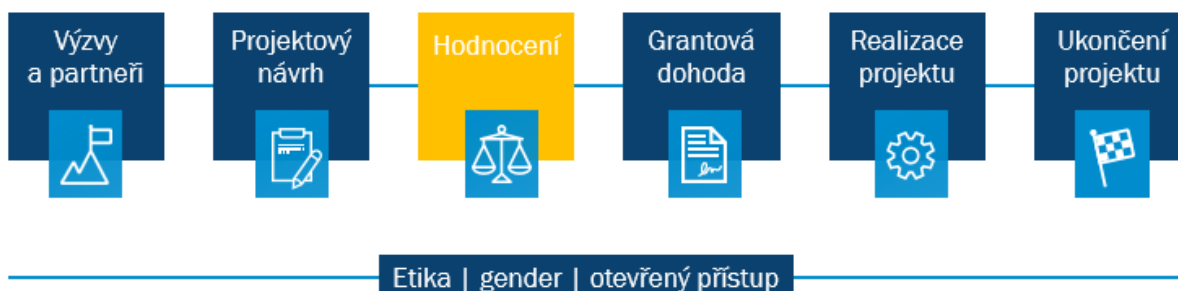 Výzvy
a partneři
Projektový
návrh
Hodnocení
Grantová
dohoda
Realizace
projektu
Ukončení
projektu
Etika | gender | otevřený přístup